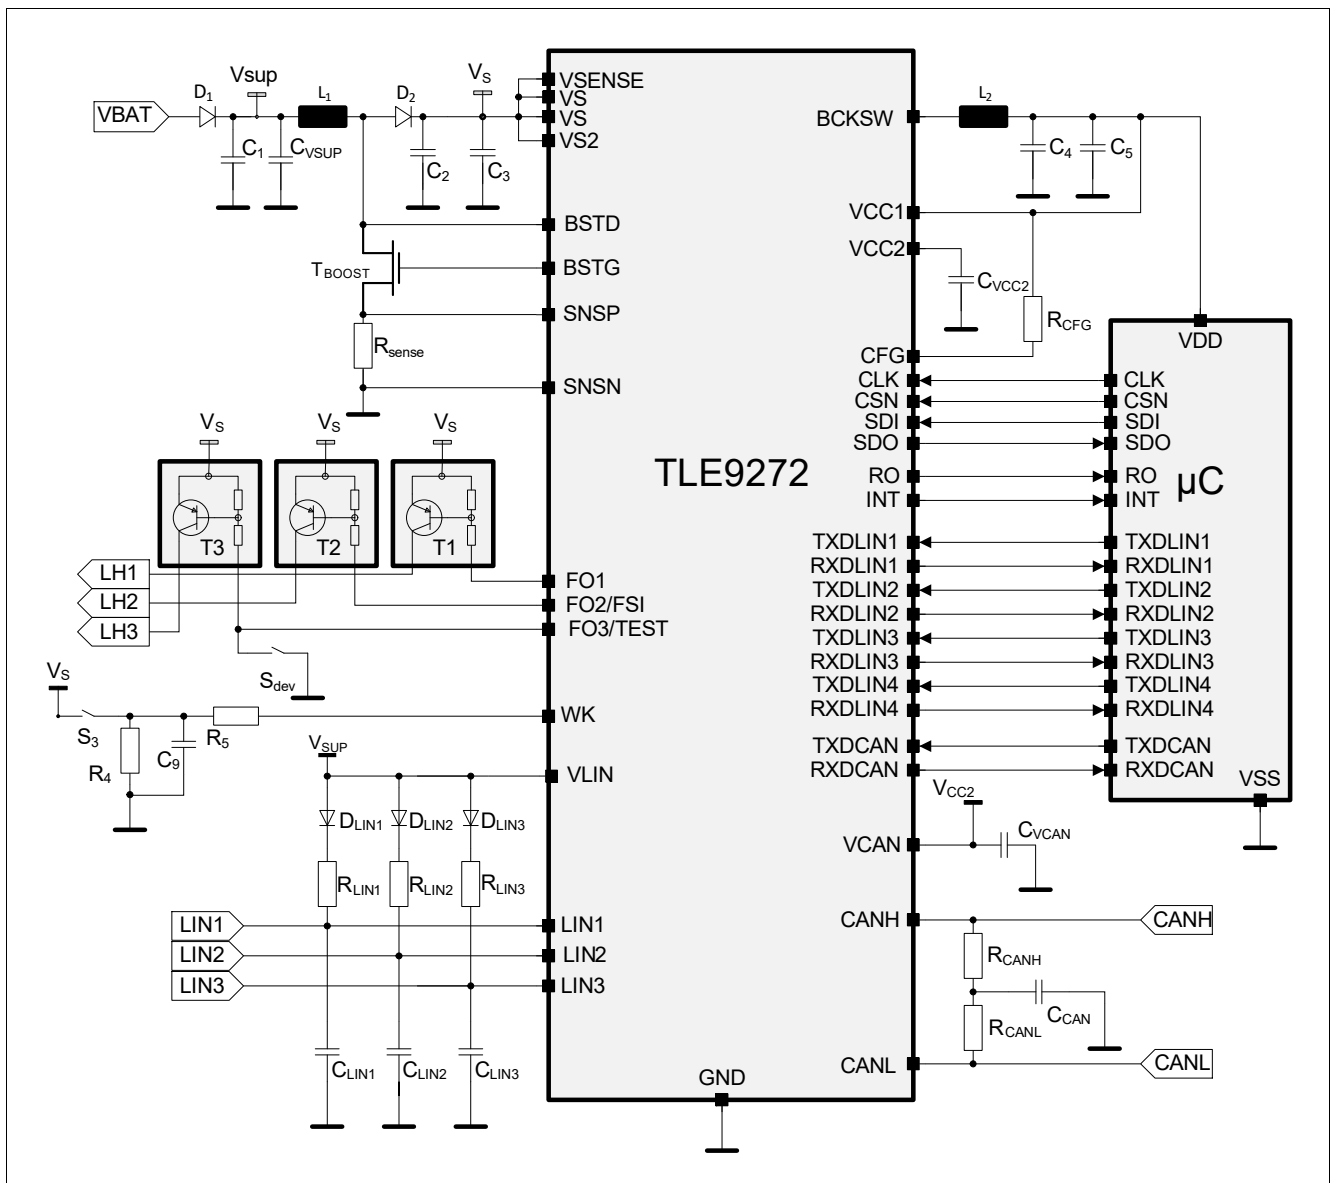 Vsup
VBAT
D1
L1
D2
VS
C1
CVSUP
C2
C3
VSENSE
VS
VS
VS2
BSTD
TBOOST
BSTG
SNSP
Rsense
SNSN
VS
VS
VS
T3
T2
T1
LH1
LH2
LH3
FO1
FO2/FSI
FO3/TEST
Sdev
VS
S3
R4
C9
R5
WK
VSUP
VLIN
DLIN1
DLIN2
DLIN3
RLIN1
RLIN2
RLIN3
LIN1
LIN2
LIN3
LIN1
LIN2
LIN3
CLIN1
CLIN2
CLIN3
TLE9272
GND
BCKSW
L2
C4
C5
VCC1
VCC2
CVCC2
RCFG
CFG
CLK
CSN
SDI
SDO
RO
INT
TXDLIN1
RXDLIN1
TXDLIN2
RXDLIN2
TXDLIN3
RXDLIN3
TXDLIN4
RXDLIN4
TXDCAN
RXDCAN
VDD
CLK
CSN
SDI
SDO
RO
INT
µC
TXDLIN1
RXDLIN1
TXDLIN2
RXDLIN2
TXDLIN3
RXDLIN3
TXDLIN4
RXDLIN4
TXDCAN
RXDCAN
VSS
VCC2
VCAN
CVCAN
CANH
CANH
RCANH
CCAN
RCANL
CANL
CANL